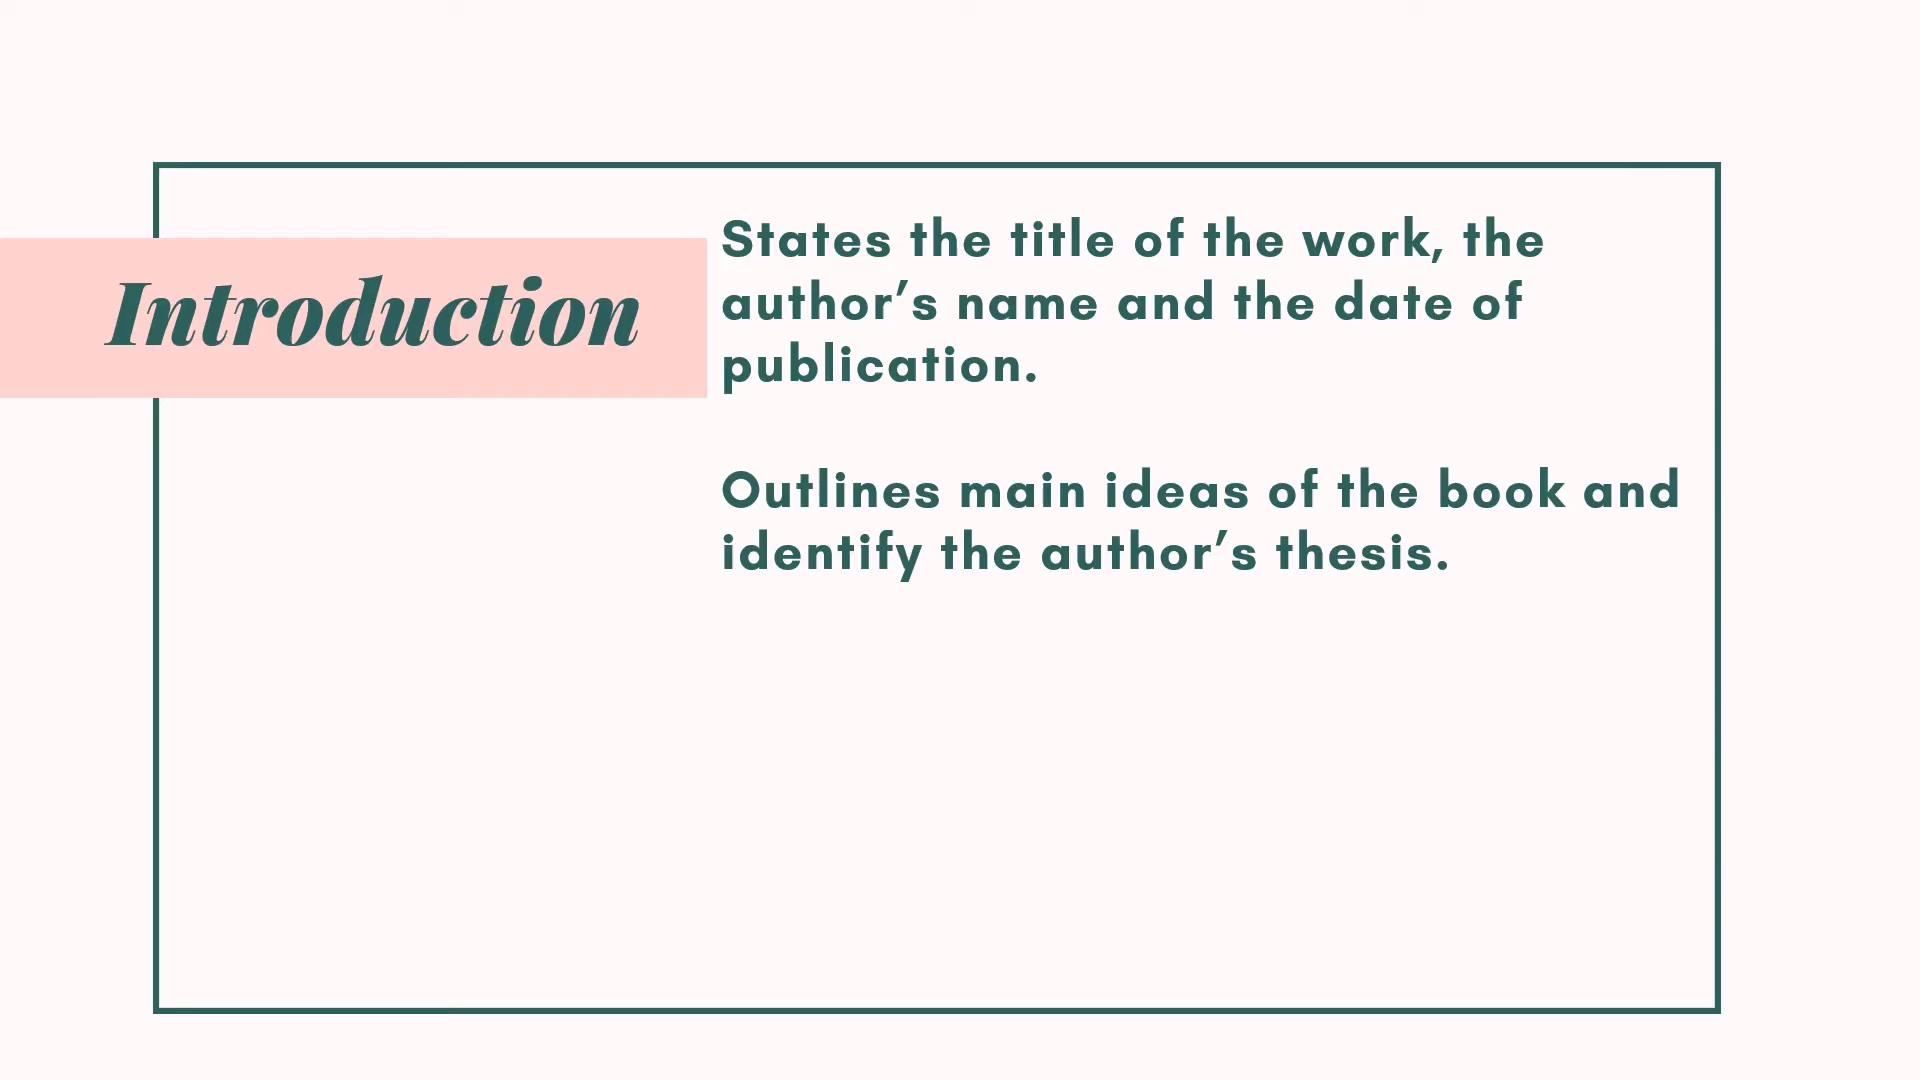 Introduction
States the title of the work, the
author’s name and the date of
publication.
Outlines main ideas of the book and
identify the author’s thesis.